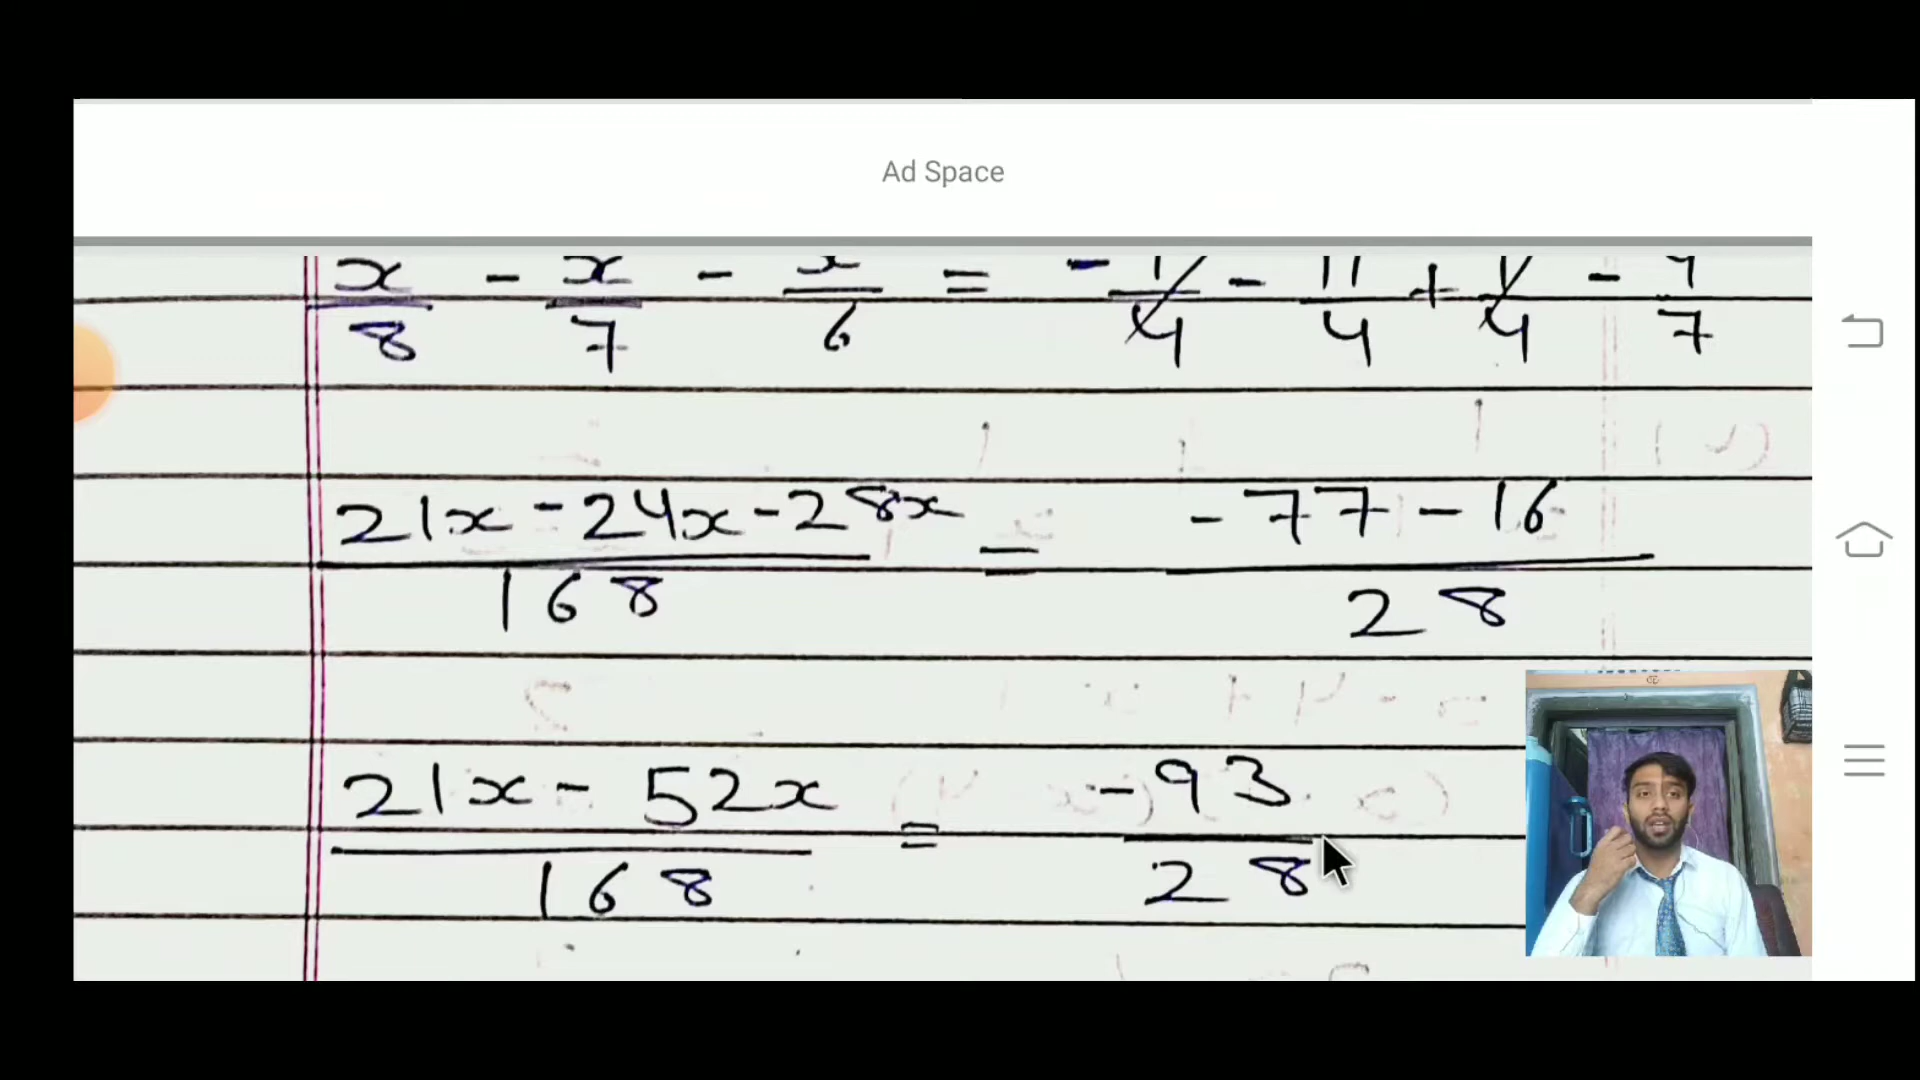 Ad Space
x/8 - x/7 - x/6 = - 1/4 - 11/4 + 1/4 - 4/7
21x - 24x - 28x / 168 = -77 - 16 / 28
21x - 52x / 168 = -93 / 28